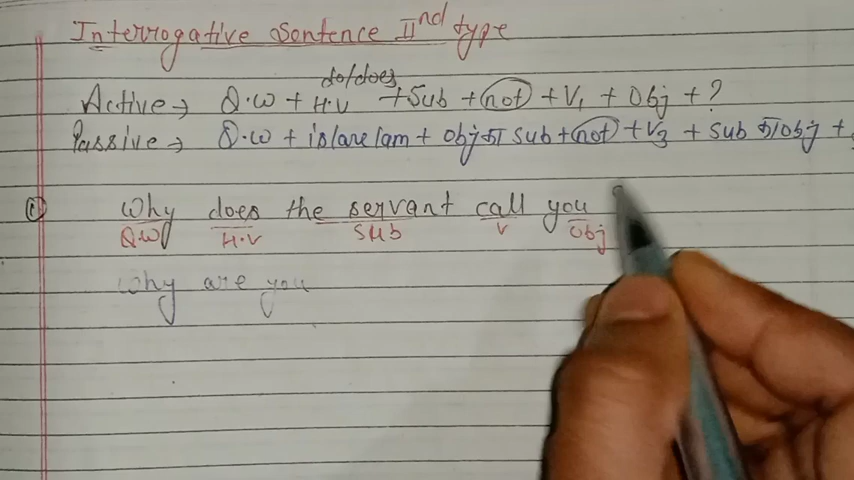 Interrogative Sentence IInd type
do/does
Active → Q.W + H.V + Sub + not + V1 + Obj + ?
Passive → Q.W + is/are/am + Obj का Sub + not + V3 + Sub का Obj +
① Why does the servant call you ?
Q.W H.V Sub V Obj
Why are you